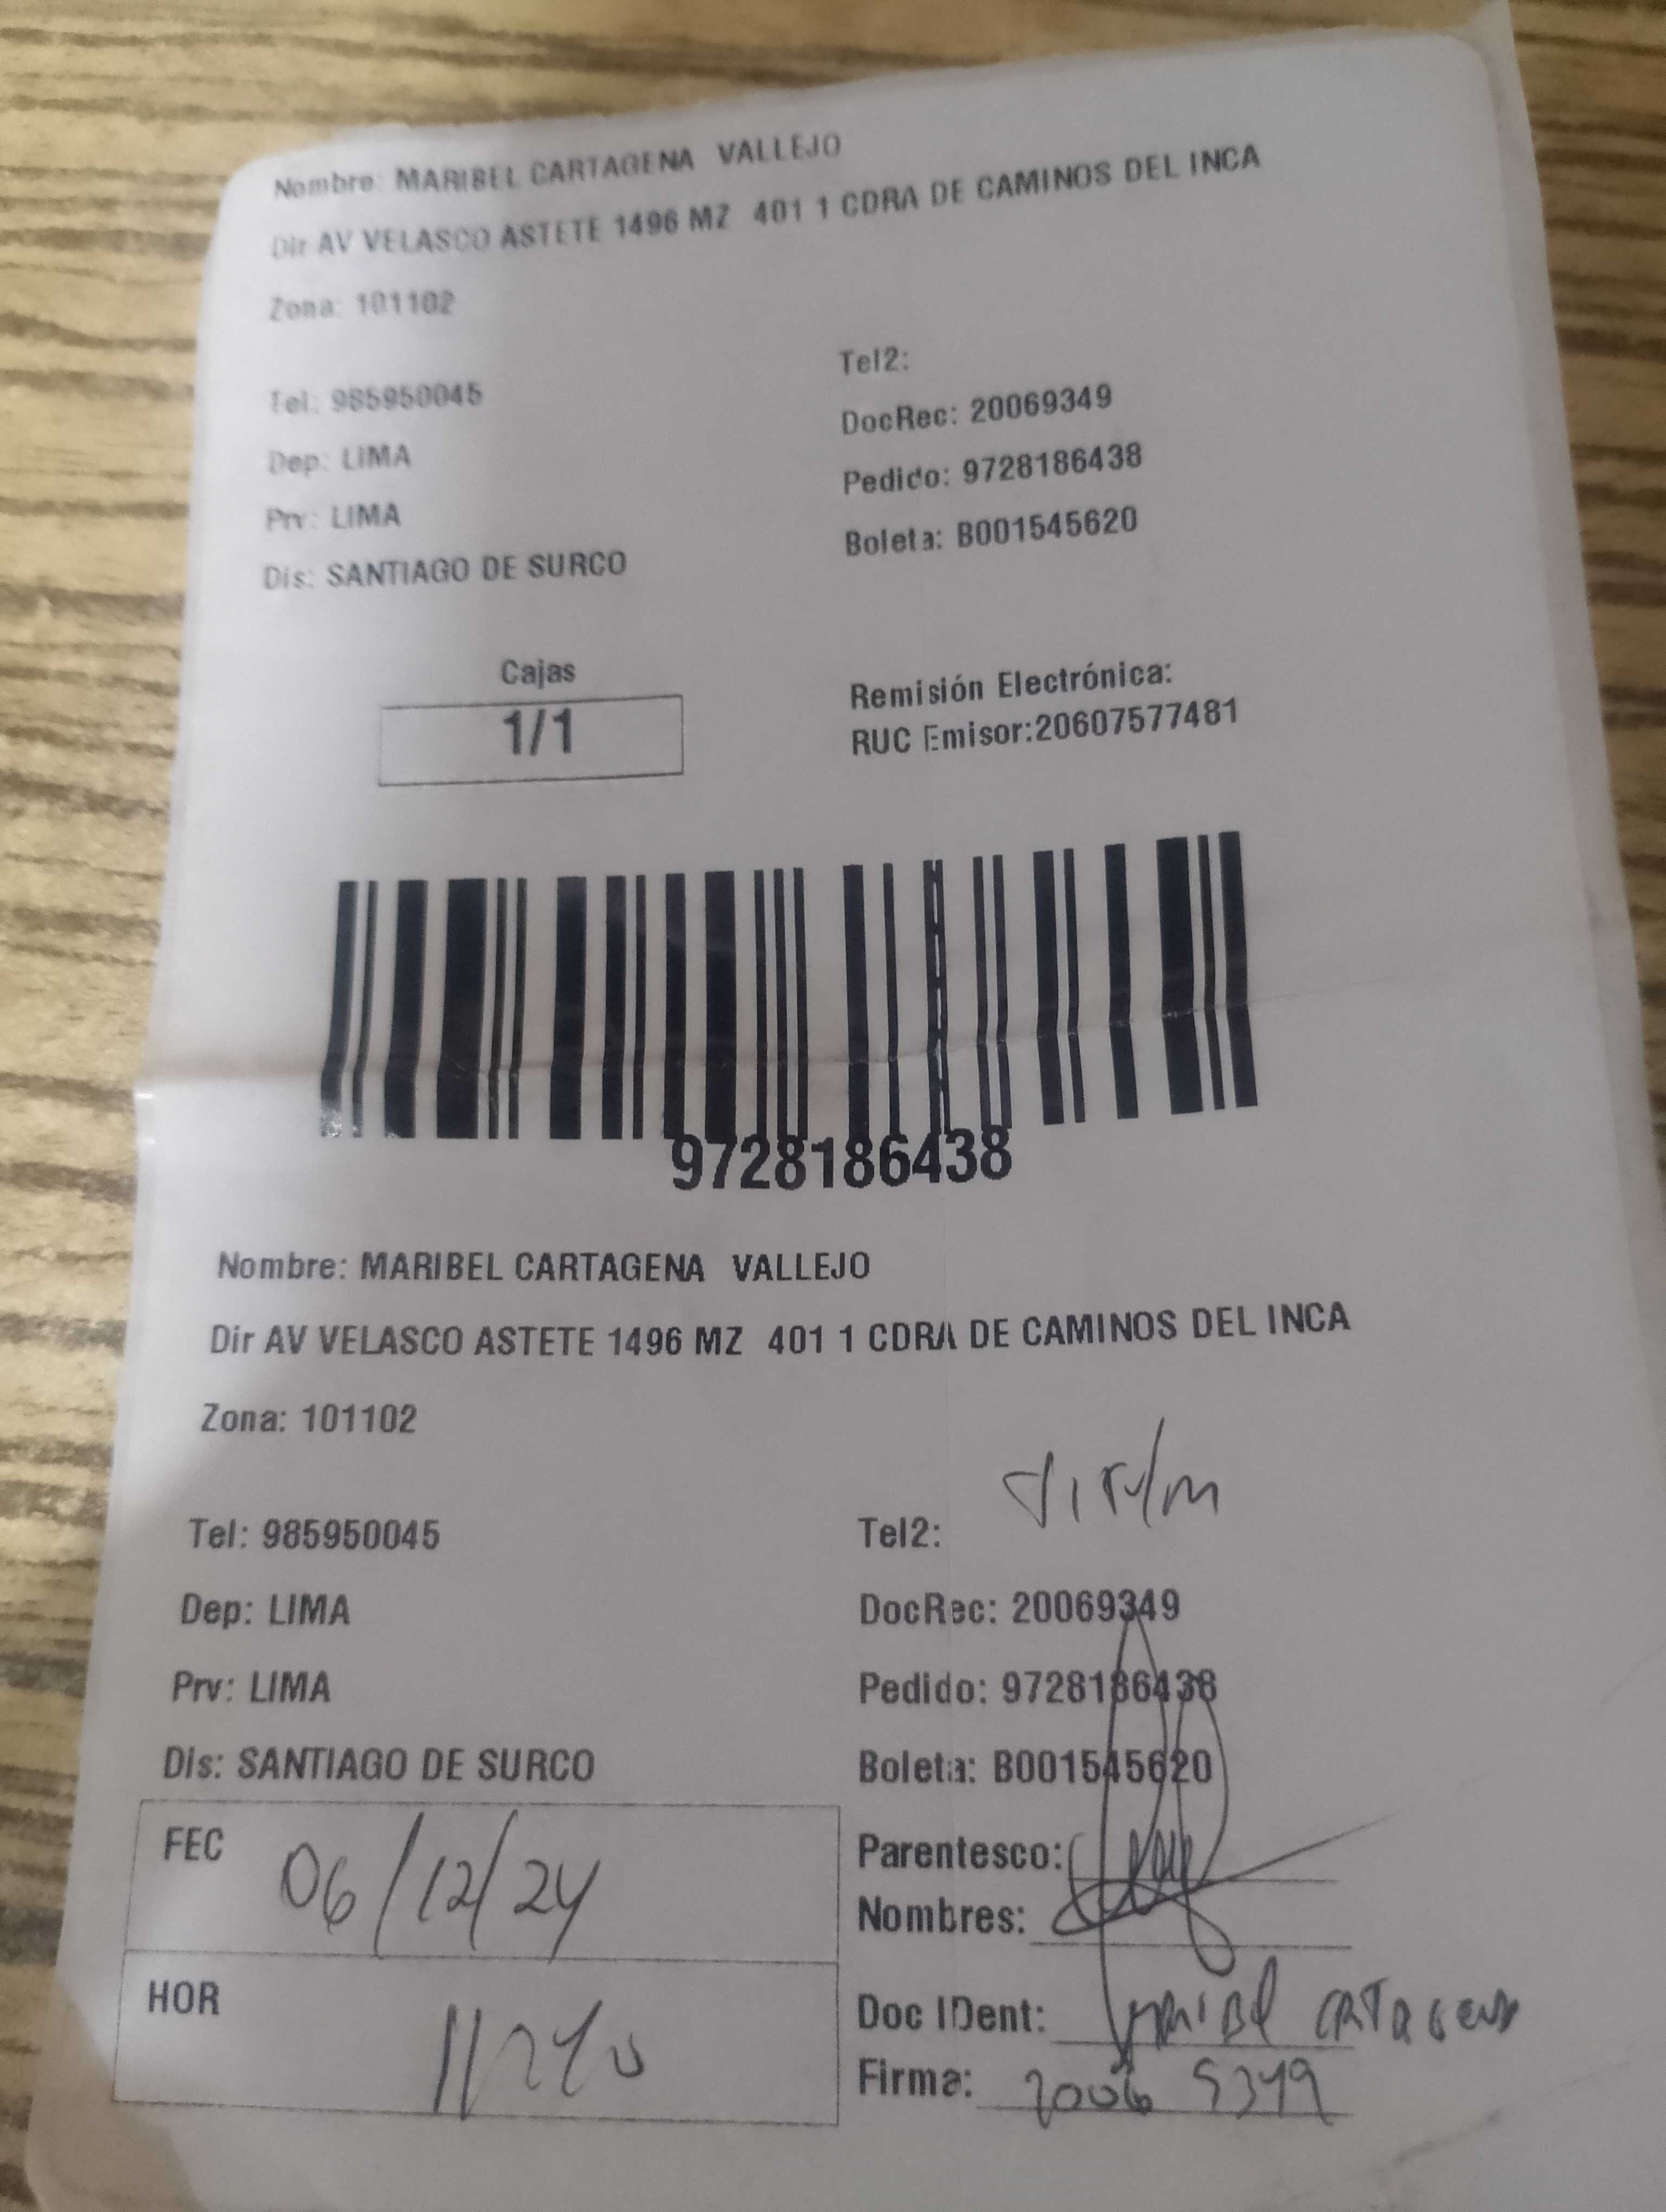 Nombre: MARIBEL CARTAGENA VALLEJO
Dir AV VELASCO ASTETE 1496 MZ 401 1 CDRA DE CAMINOS DEL INCA
Zona: 101102
Tel: 985950045
Tel2:
Dep: LIMA
DocRec: 20069349
Prv: LIMA
Pedido: 9728186438
Dis: SANTIAGO DE SURCO
Boleta: B001545620
Cajas
1/1
Remisión Electrónica:
RUC Emisor:20607577481
9728186438
Nombre: MARIBEL CARTAGENA VALLEJO
Dir AV VELASCO ASTETE 1496 MZ 401 1 CDRA DE CAMINOS DEL INCA
Zona: 101102
Tel: 985950045
Tel2:
Dep: LIMA
DocRec: 20069349
Prv: LIMA
Pedido: 9728186438
Dis: SANTIAGO DE SURCO
Boleta: B001545620
FEC 06/12/24
Parentesco:
Nombres:
HOR
Doc IDent: MARIBEL CARTAGENA
Firma: 2006 9349